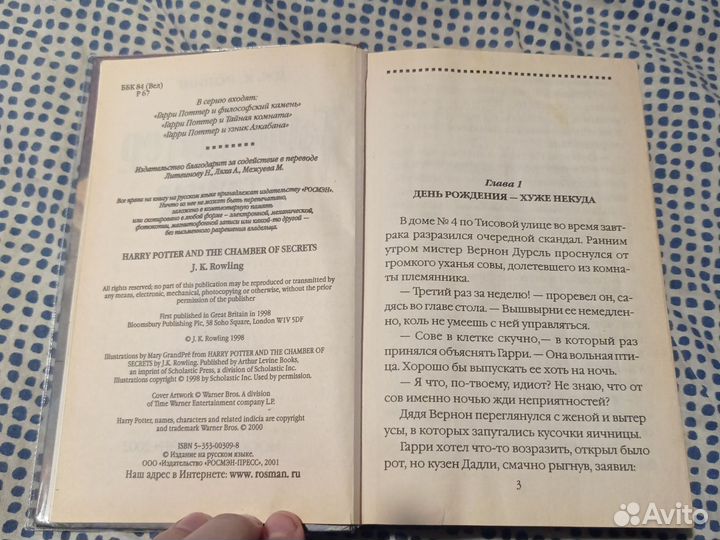 ББК 84 (Вел)
Р 67
В серию входят:
«Гарри Поттер и философский камень»
«Гарри Поттер и Тайная комната»
«Гарри Поттер и узник Азкабана»
Издательство благодарит за содействие в переводе
Литвинову Н., Ляха А., Межуева М.
Все права на книгу на русском языке принадлежат издательству «РОСМЭН».
Ничто из нее не может быть перепечатано,
заложено в компьютерную память
или скопировано в любой форме – электронной, механической,
фотокопии, магнитофонной записи или какой-то другой —
без письменного разрешения владельца.
HARRY POTTER AND THE CHAMBER OF SECRETS
J. K. Rowling
All rights reserved; no part of this publication may be reproduced or transmitted by
any means, electronic, mechanical, photocopying or otherwise, without the prior
permission of the publisher
First published in Great Britain in 1998
Bloomsbury Publishing Plc, 38 Soho Square, London W1V 5DF
© J. K. Rowling 1998
Illustrations by Mary GrandPré from HARRY POTTER AND THE CHAMBER OF
SECRETS by J.K. Rowling. Published by Arthur Levine Books,
an imprint of Scholastic Press, a division of Scholastic Inc.
Illustrations copyright © 1998 by Scholastic Inc. Used by permission.
Cover Artwork © Warner Bros. A division
of Time Warner Entertainment company L.P.
Harry Potter, names, characters and related indicia are copyright
and trademark Warner Bros. © 2000
ISBN 5-353-00309-8
© Издание на русском языке.
ООО «Издательство «РОСМЭН-ПРЕСС», 2001
Наш адрес в Интернете: www. rosman. ru
Глава 1
ДЕНЬ РОЖДЕНИЯ — ХУЖЕ НЕКУДА
В доме № 4 по Тисовой улице во время завт-
рака разразился очередной скандал. Ранним
утром мистер Вернон Дурсль проснулся от
громкого уханья совы, долетевшего из комна-
ты племянника.
— Третий раз за неделю! — проревел он, са-
дясь во главе стола. — Вышвырни ее немедлен-
но, коль не умеешь с ней управляться.
— Сове в клетке скучно,— в который раз
принялся объяснять Гарри.— Она вольная пти-
ца. Хорошо бы выпускать ее хоть на ночь.
— Я что, по-твоему, идиот? Не знаю, что от
сов именно ночью жди неприятностей?
Дядя Вернон переглянулся с женой и вытер
усы, в которых запутались кусочки яичницы.
Гарри хотел что-то возразить, открыл было
рот, но кузен Дадли, смачно рыгнув, заявил:
3
Avito